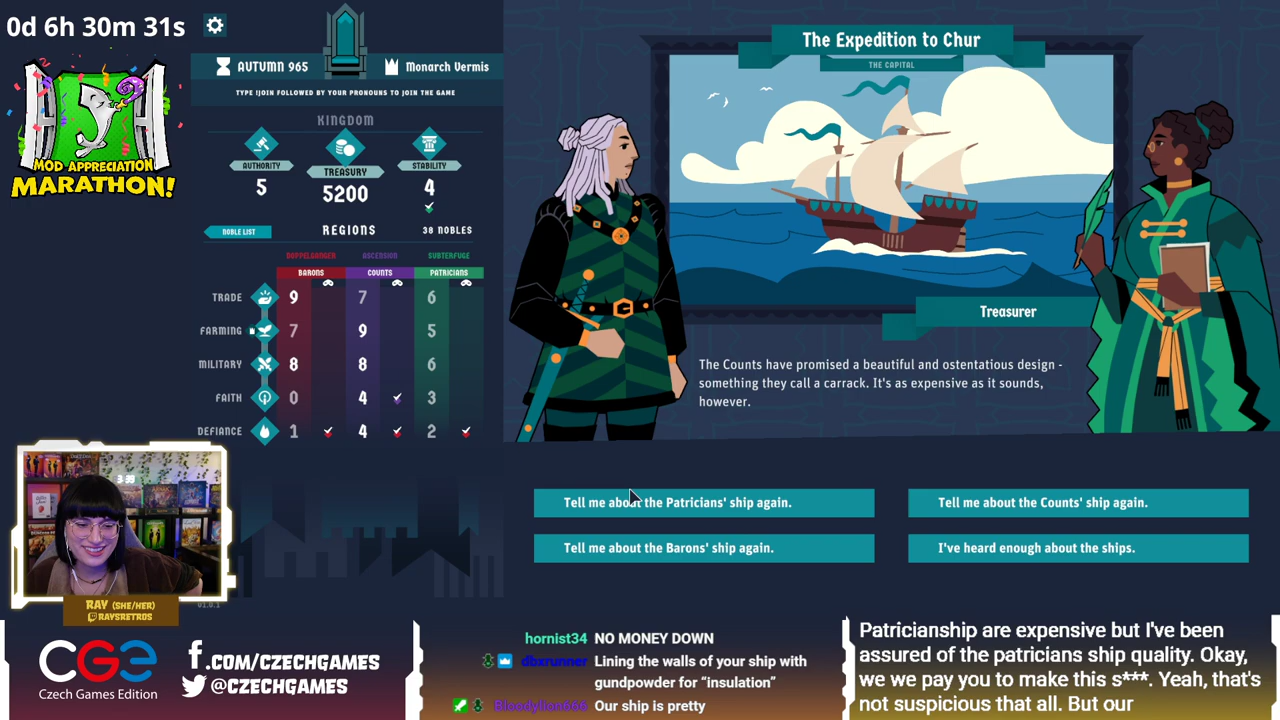 0d 6h 30m 31s
MOD APPRECIATION
MARATHON!
AUTUMN 965
Monarch Vermis
TYPE !JOIN FOLLOWED BY YOUR PRONOUNS TO JOIN THE GAME
KINGDOM
AUTHORITY
TREASURY
STABILITY
5
5200
4
NOBLE LIST
REGIONS
38 NOBLES
DOPPELGANGER
ASCENSION
SUBTERFUGE
BARONS
COUNTS
PATRICIANS
TRADE 9 7 6
FARMING 7 9 5
MILITARY 8 8 6
FAITH 0 4 3
DEFIANCE 1 4 2
The Expedition to Chur
THE CAPITAL
Treasurer
The Counts have promised a beautiful and ostentatious design -
something they call a carrack. It's as expensive as it sounds,
however.
Tell me about the Patricians' ship again.
Tell me about the Counts' ship again.
Tell me about the Barons' ship again.
I've heard enough about the ships.
RAY (SHE/HER)
RAYSRETROS
V1.0.1
CGE
Czech Games Edition
f.COM/CZECHGAMES
@CZECHGAMES
hornist34 NO MONEY DOWN
dbxrunner Lining the walls of your ship with
gundpowder for “insulation”
Bloodylion666 Our ship is pretty
Patricianship are expensive but I've been
assured of the patricians ship quality. Okay,
we we pay you to make this s***. Yeah, that's
not suspicious that all. But our